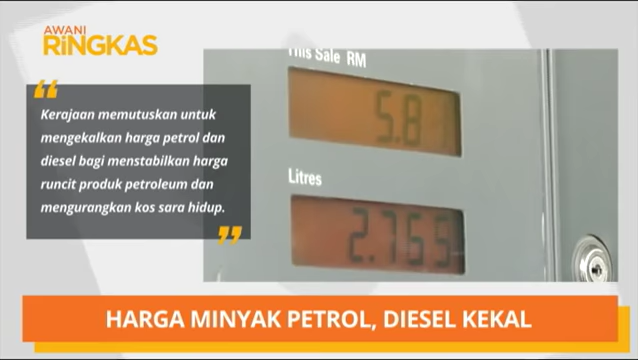 AWANI
RiNGKAS
This Sale RM
5.81
Litres
2.765
“
Kerajaan memutuskan untuk
mengekalkan harga petrol dan
diesel bagi menstabilkan harga
runcit produk petroleum dan
mengurangkan kos sara hidup.
”
HARGA MINYAK PETROL, DIESEL KEKAL